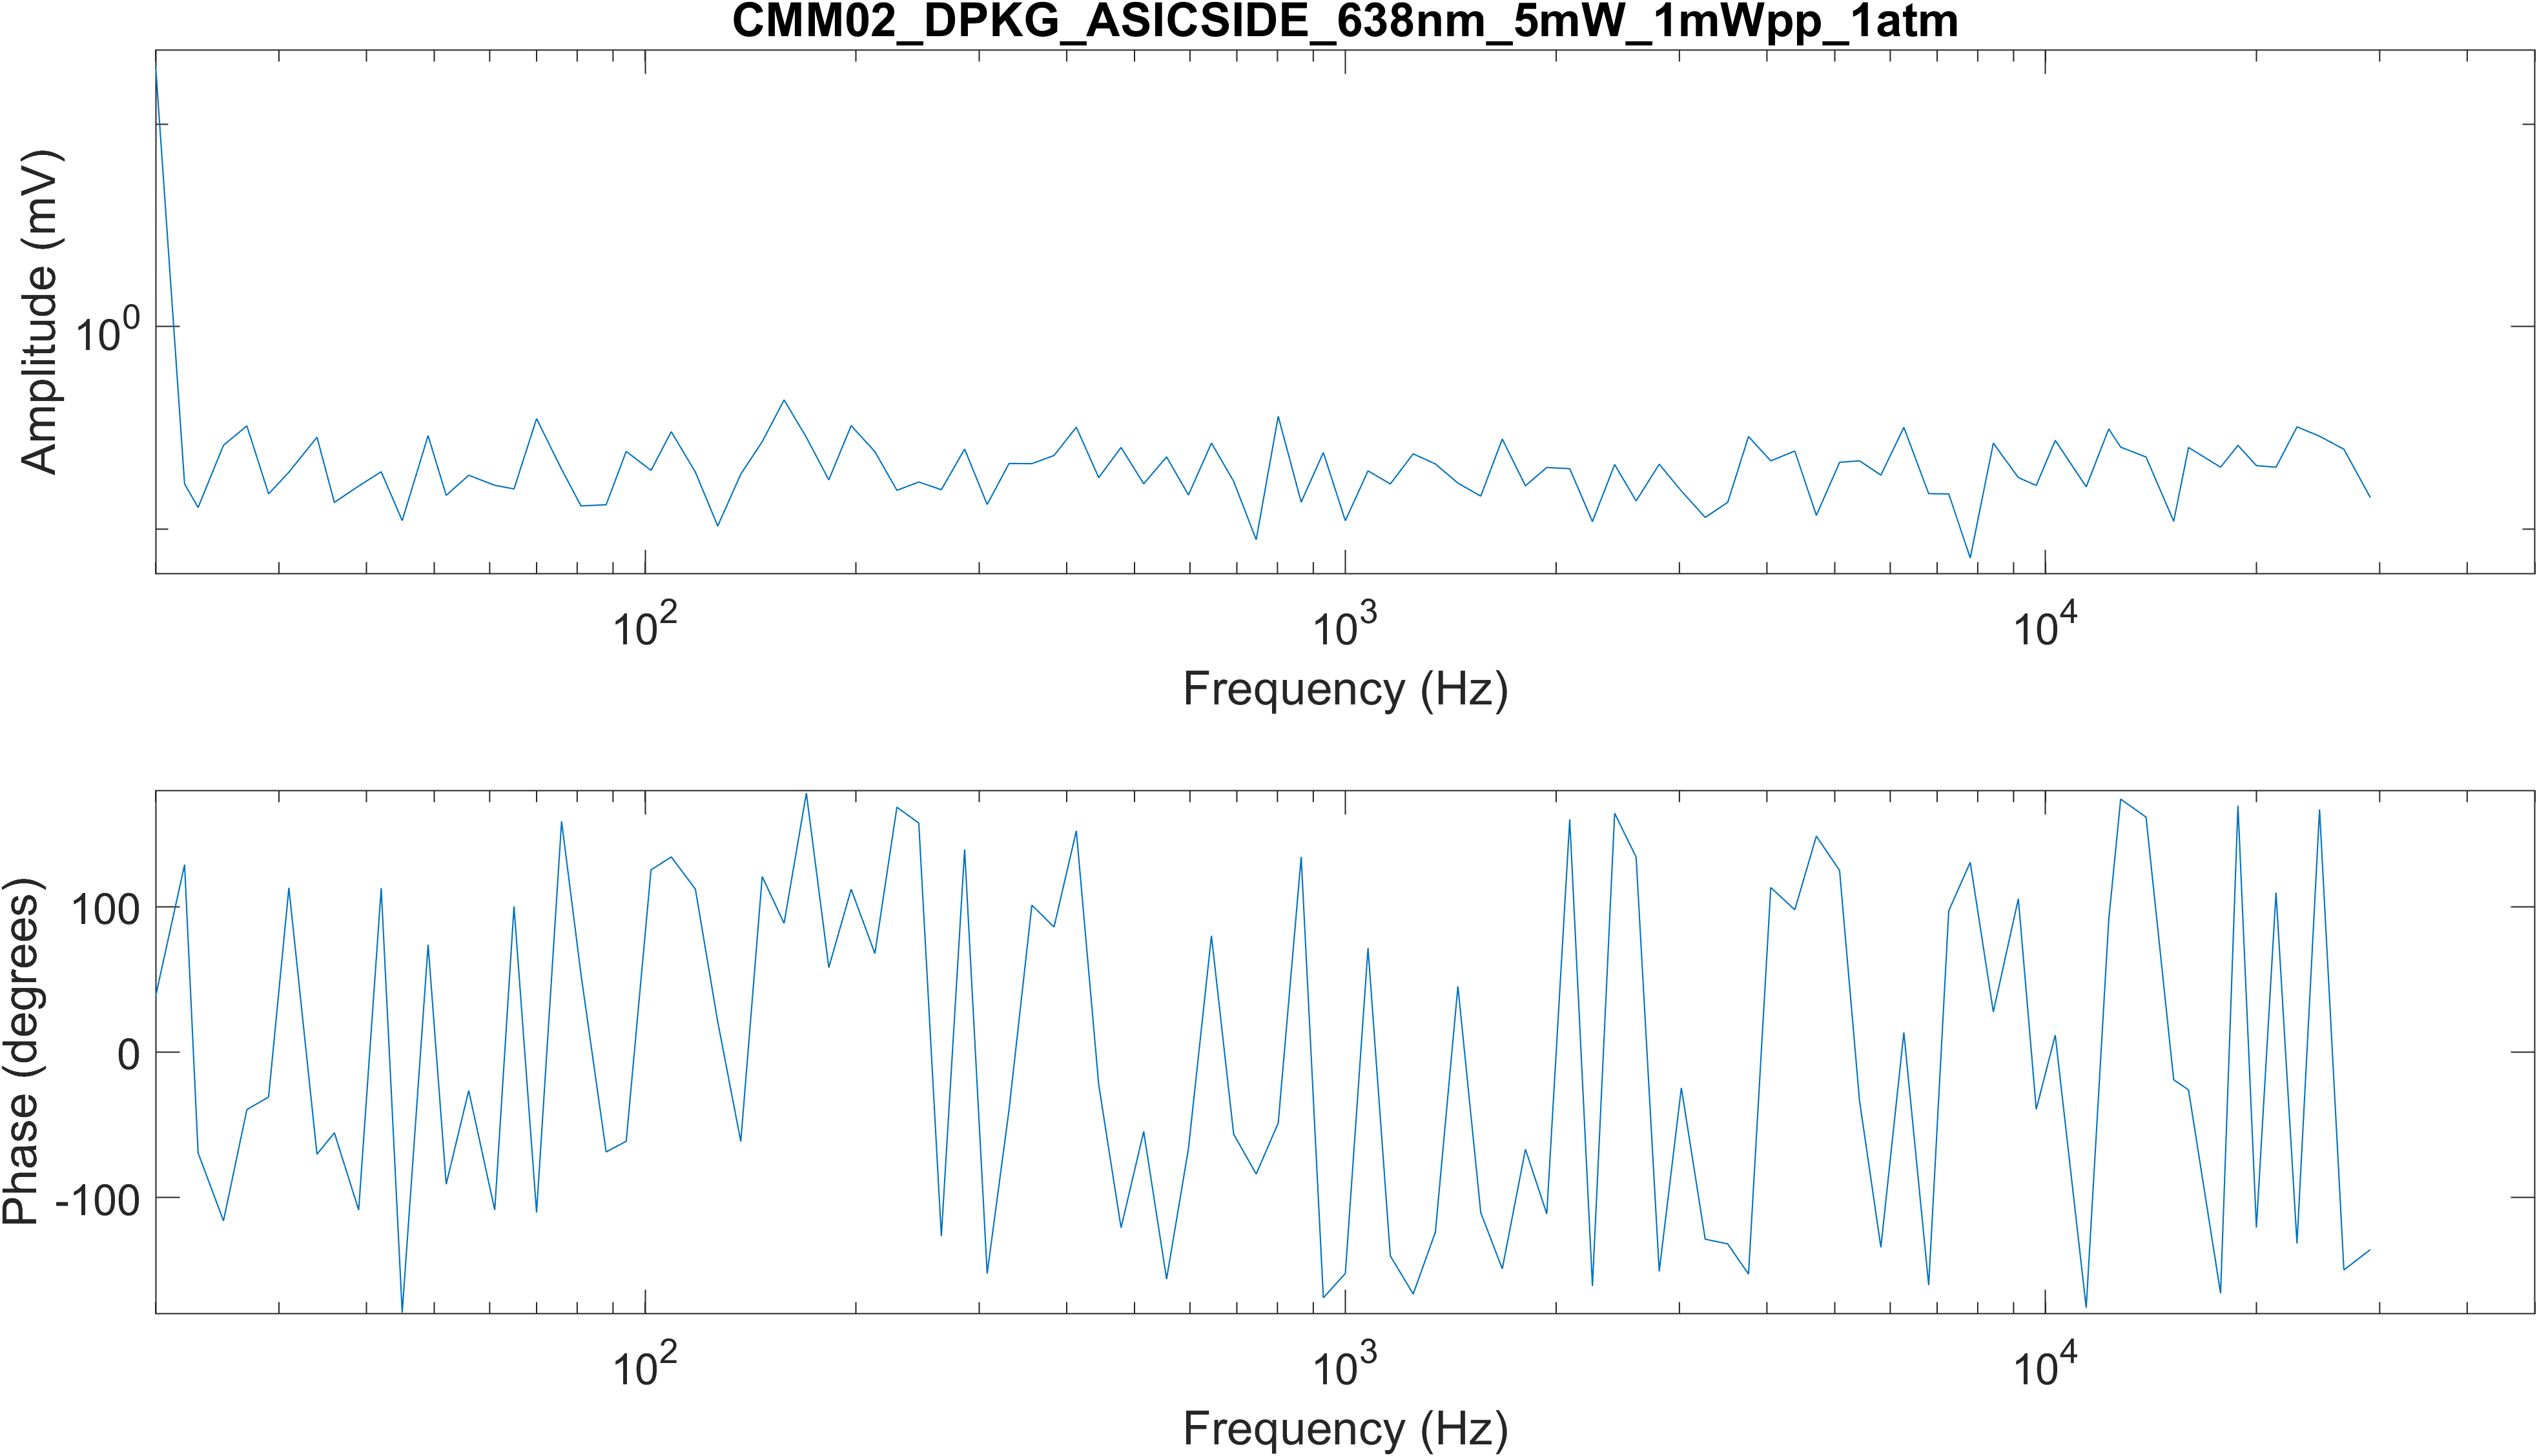 CMM02_DPKG_ASICSIDE_638nm_5mW_1mWpp_1atm
Amplitude (mV)
10^0
10^2 10^3 10^4
Frequency (Hz)
Phase (degrees)
100
0
-100
10^2 10^3 10^4
Frequency (Hz)